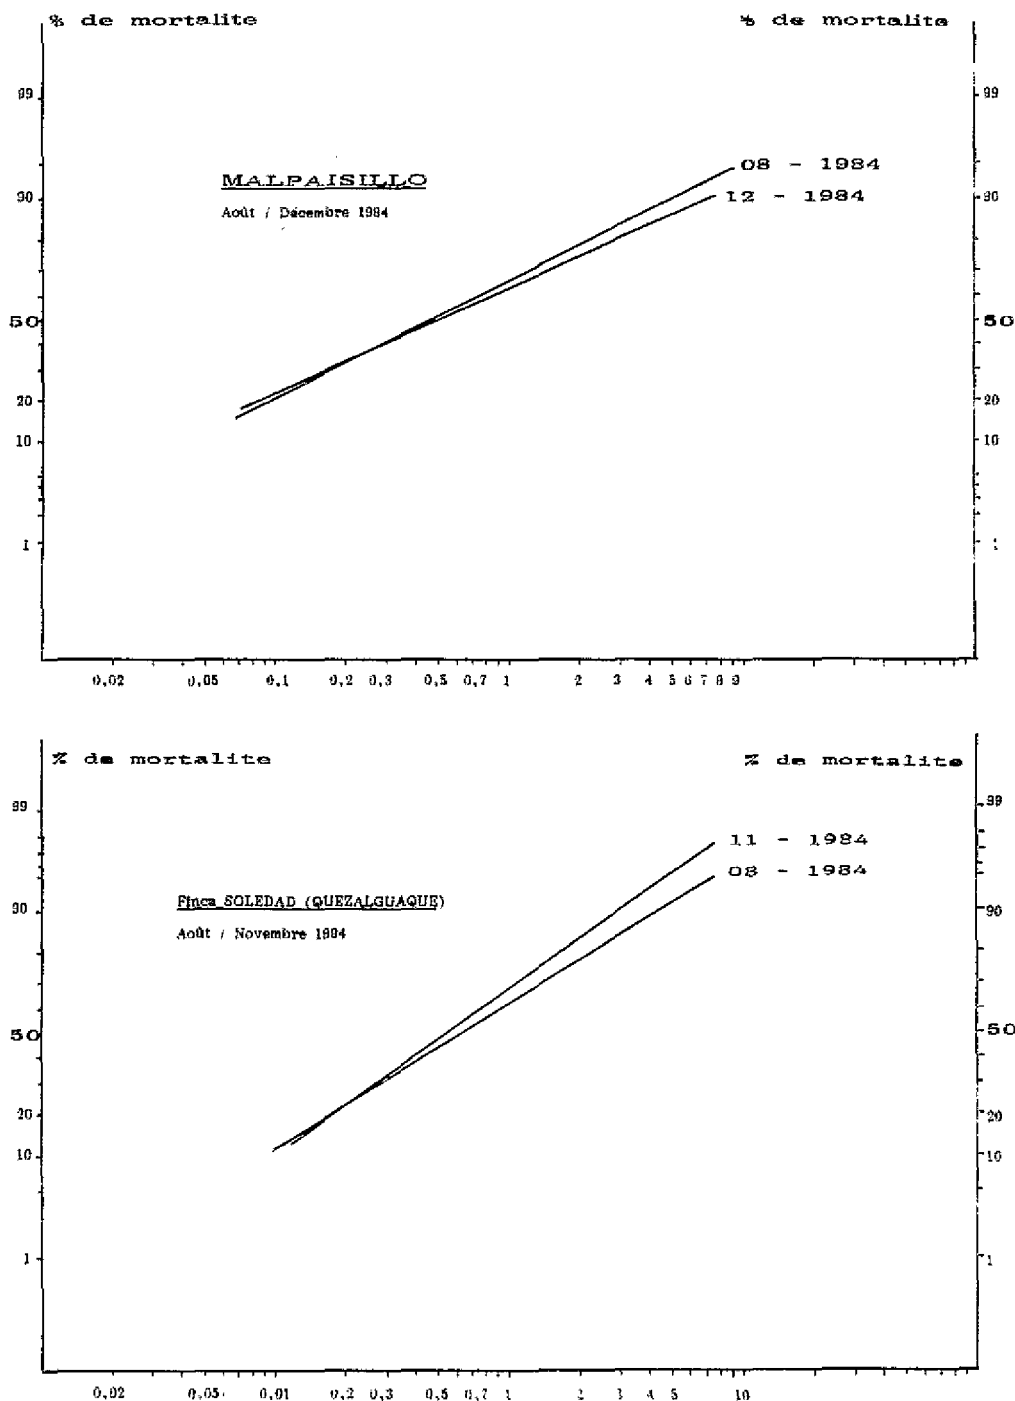 % de mortalite % de mortalite
99 99
08 - 1984
MALPAISILLO
90 12 - 1984 90
Août / Décembre 1984
50 50
20 20
10 10
1 1
0,02 0,05 0,1 0,2 0,3 0,5 0,7 1 2 3 4 5 6 7 8 9
% de mortalite % de mortalite
99 99
11 - 1984
08 - 1984
Finca SOLEDAD (QUEZALGUAQUE)
90 90
Août / Novembre 1984
50 50
20 20
10 10
1 1
0,02 0,05 0,01 0,2 0,3 0,5 0,7 1 2 3 4 5 10